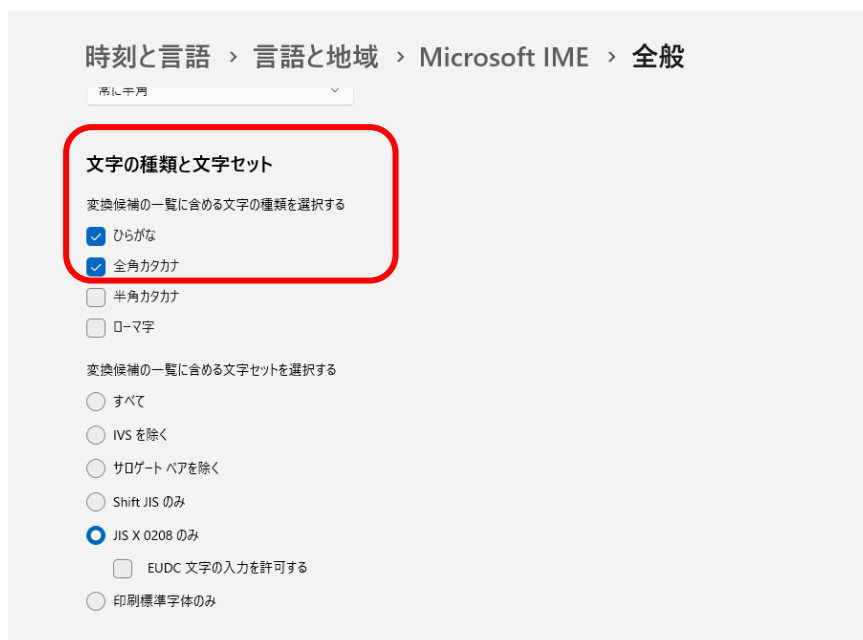 時刻と言語 › 言語と地域 › Microsoft IME › 全般
常に半角
文字の種類と文字セット
変換候補の一覧に含める文字の種類を選択する
ひらがな
全角カタカナ
半角カタカナ
ローマ字
変換候補の一覧に含める文字セットを選択する
すべて
IVS を除く
サロゲート ペアを除く
Shift JIS のみ
JIS X 0208 のみ
EUDC 文字の入力を許可する
印刷標準字体のみ